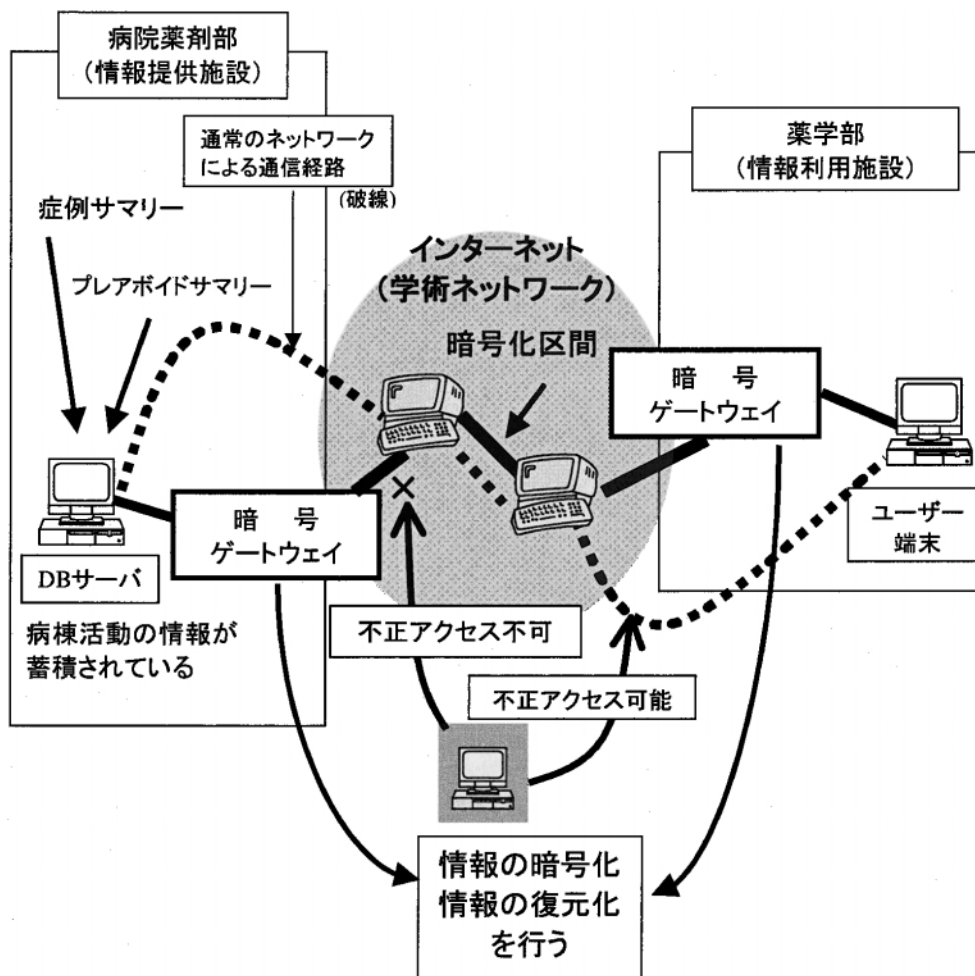 病院薬剤部
(情報提供施設)
通常のネットワーク
による通信経路
(破線)
薬学部
(情報利用施設)
症例サマリー
プレアボイドサマリー
インターネット
(学術ネットワーク)
暗号化区間
暗 号
ゲートウェイ
暗 号
ゲートウェイ
ユーザー
端末
DBサーバ
病棟活動の情報が
蓄積されている
不正アクセス不可
不正アクセス可能
情報の暗号化
情報の復元化
を行う